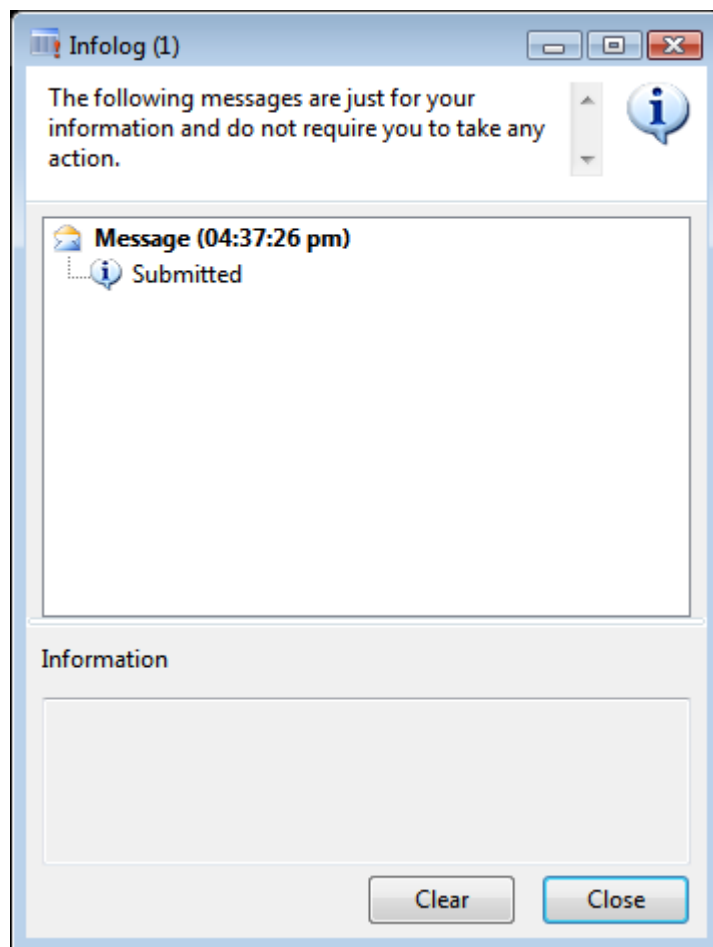 Infolog (1)
The following messages are just for your
information and do not require you to take any
action.
Message (04:37:26 pm)
Submitted
Information
Clear
Close